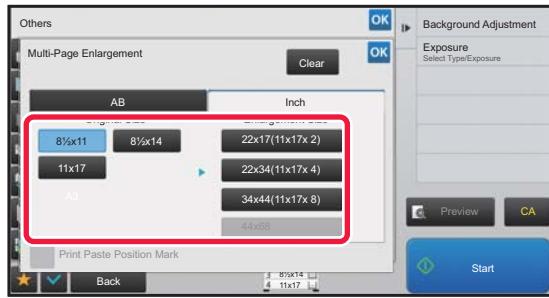 Others
OK
Multi-Page Enlargement
Clear
OK
AB
Inch
8½x11
8½x14
11x17
A3
22x17(11x17x 2)
22x34(11x17x 4)
34x44(11x17x 8)
44x68
Print Paste Position Mark
Back
3 8½x14
4 11x17
Background Adjustment
Exposure
Select Type/Exposure
Preview
CA
Start